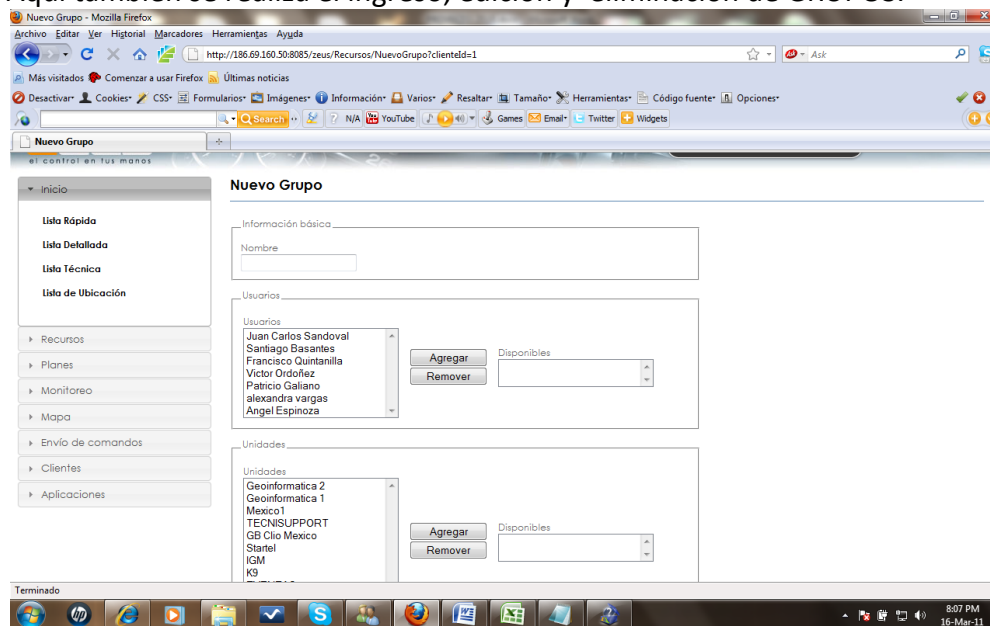 Aquí también se realiza el ingreso, edición y eliminación de GRUPOS.
Nuevo Grupo - Mozilla Firefox
Archivo Editar Ver Historial Marcadores Herramientas Ayuda
http://186.69.160.50:8085/zeus/Recursos/NuevoGrupo?clienteId=1
Ask
Más visitados Comenzar a usar Firefox Últimas noticias
Desactivar Cookies CSS Formularios Imágenes Información Varios Resaltar Tamaño Herramientas Código fuente Opciones
Search N/A YouTube Games Email Twitter Widgets
Nuevo Grupo
el control en tus manos
Inicio
Lista Rápida
Lista Detallada
Lista Técnica
Lista de Ubicación
Recursos
Planes
Monitoreo
Mapa
Envío de comandos
Clientes
Aplicaciones
Nuevo Grupo
Información básica
Nombre
Usuarios
Usuarios
Juan Carlos Sandoval
Santiago Basantes
Francisco Quintanilla
Victor Ordoñez
Patricio Galiano
alexandra vargas
Angel Espinoza
Agregar
Remover
Disponibles
Unidades
Unidades
Geoinformatica 2
Geoinformatica 1
Mexico1
TECNISUPPORT
GB Clio Mexico
Startel
IGM
K9
Agregar
Remover
Disponibles
Terminado
8:07 PM
16-Mar-11